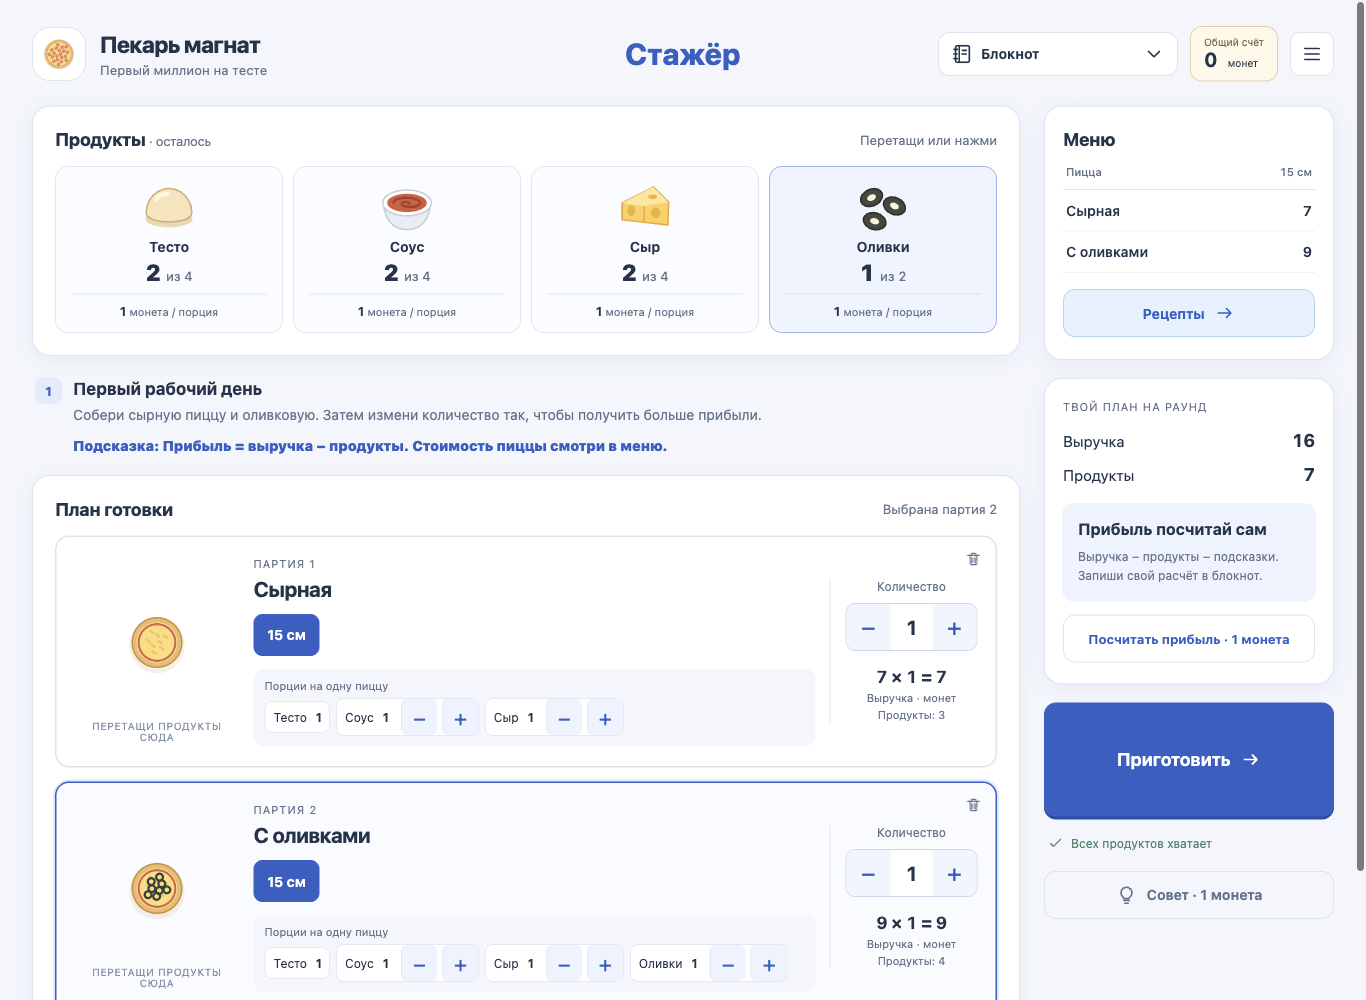 Пекарь магнат
Первый миллион на тесте
Стажёр
Блокнот
Общий счёт
0 монет
Продукты · осталось
Перетащи или нажми
Тесто
2 из 4
1 монета / порция
Соус
2 из 4
1 монета / порция
Сыр
2 из 4
1 монета / порция
Оливки
1 из 2
1 монета / порция
Меню
Пицца 15 см
Сырная 7
С оливками 9
Рецепты →
1 Первый рабочий день
Собери сырную пиццу и оливковую. Затем измени количество так, чтобы получить больше прибыли.
Подсказка: Прибыль = выручка – продукты. Стоимость пиццы смотри в меню.
ТВОЙ ПЛАН НА РАУНД
Выручка 16
Продукты 7
Прибыль посчитай сам
Выручка – продукты – подсказки.
Запиши свой расчёт в блокнот.
Посчитать прибыль · 1 монета
Приготовить →
Всех продуктов хватает
Совет · 1 монета
План готовки
Выбрана партия 2
ПАРТИЯ 1
Сырная
15 см
ПЕРЕТАЩИ ПРОДУКТЫ
СЮДА
Порции на одну пиццу
Тесто 1 Соус 1 − + Сыр 1 − +
Количество
− 1 +
7 × 1 = 7
Выручка · монет
Продукты: 3
ПАРТИЯ 2
С оливками
15 см
ПЕРЕТАЩИ ПРОДУКТЫ
СЮДА
Порции на одну пиццу
Тесто 1 Соус 1 − + Сыр 1 − + Оливки 1 − +
Количество
− 1 +
9 × 1 = 9
Выручка · монет
Продукты: 4